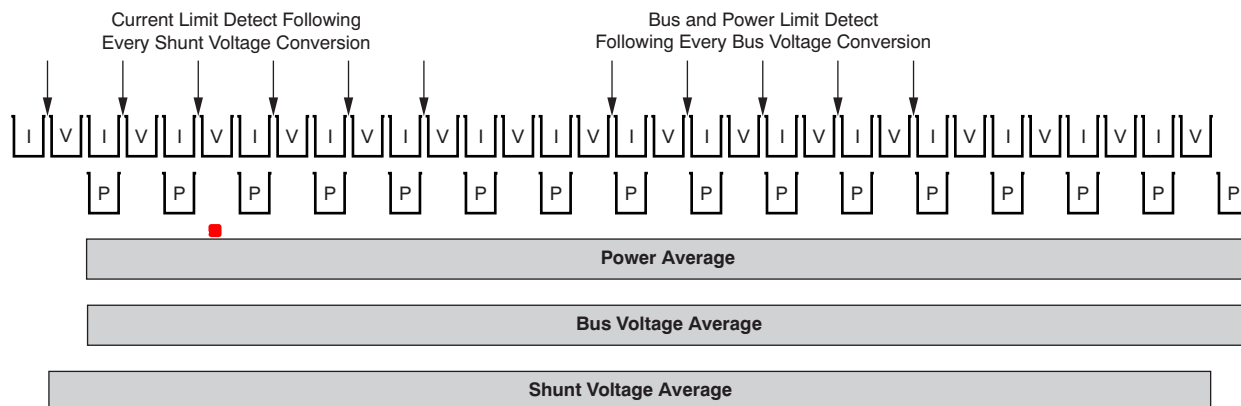 Current Limit Detect Following
Every Shunt Voltage Conversion
Bus and Power Limit Detect
Following Every Bus Voltage Conversion
I V I V I V I V I V I V I V I V I V I V I V I V I V I V I V I V
P P P P P P P P P P P P P P P P
Power Average
Bus Voltage Average
Shunt Voltage Average